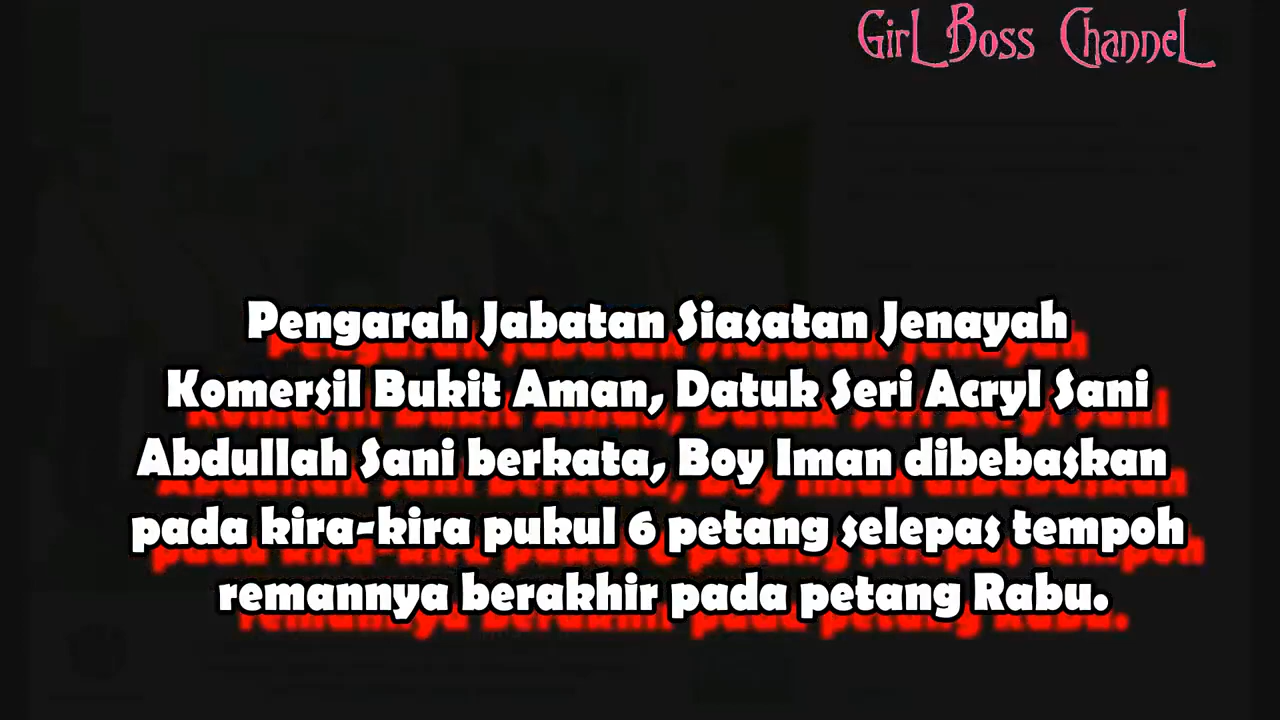 Girl Boss Channel
Pengarah Jabatan Siasatan Jenayah
Komersil Bukit Aman, Datuk Seri Acryl Sani
Abdullah Sani berkata, Boy Iman dibebaskan
pada kira-kira pukul 6 petang selepas tempoh
remannya berakhir pada petang Rabu.